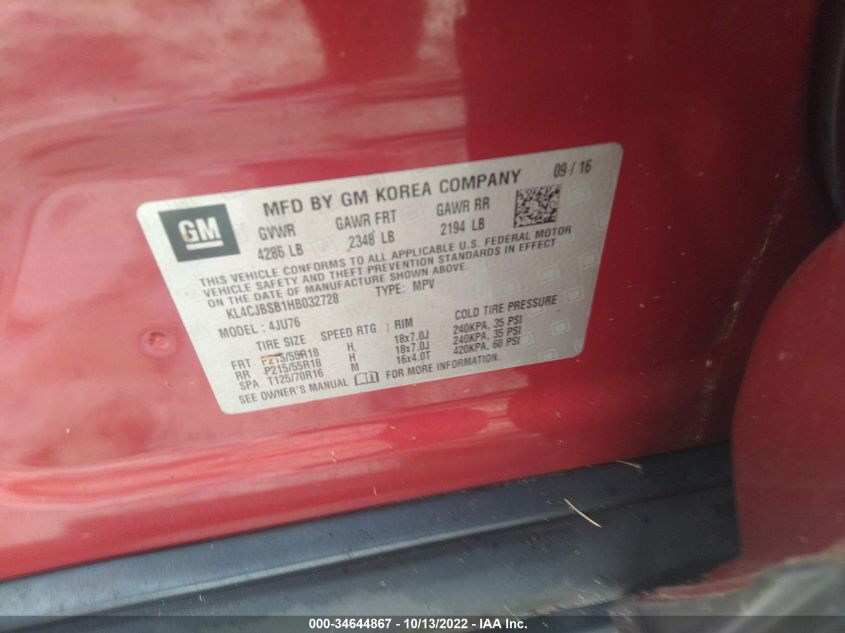 MFD BY GM KOREA COMPANY 09 / 16
GM
GVWR GAWR FRT GAWR RR
4286 LB 2348 LB 2194 LB
THIS VEHICLE CONFORMS TO ALL APPLICABLE U.S. FEDERAL MOTOR
VEHICLE SAFETY AND THEFT PREVENTION STANDARDS IN EFFECT
ON THE DATE OF MANUFACTURE SHOWN ABOVE.
KL4CJBSB1HB032728 TYPE: MPV
MODEL : 4JU76
TIRE SIZE SPEED RTG RIM COLD TIRE PRESSURE
FRT P215/55R18 H 18x7.0J 240KPA, 35 PSI
RR P215/55R18 H 18x7.0J 240KPA, 35 PSI
SPA T125/70R16 M 16x4.0T 420KPA, 60 PSI
SEE OWNER'S MANUAL FOR MORE INFORMATION.
000-34644867 | 10/13/2022 - IAA Inc.